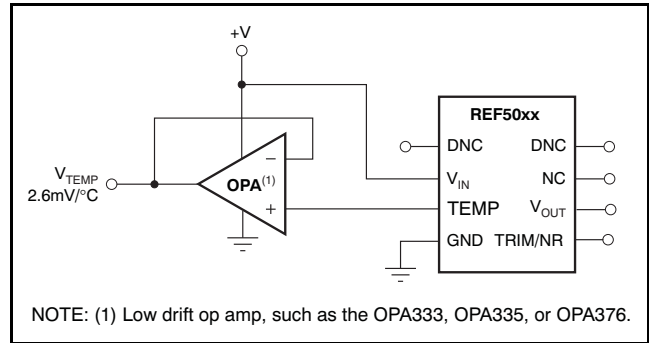 +V
REF50xx
DNC DNC
V_TEMP
2.6mV/°C
OPA(1)
−
+
V_IN NC
TEMP V_OUT
GND TRIM/NR
NOTE: (1) Low drift op amp, such as the OPA333, OPA335, or OPA376.